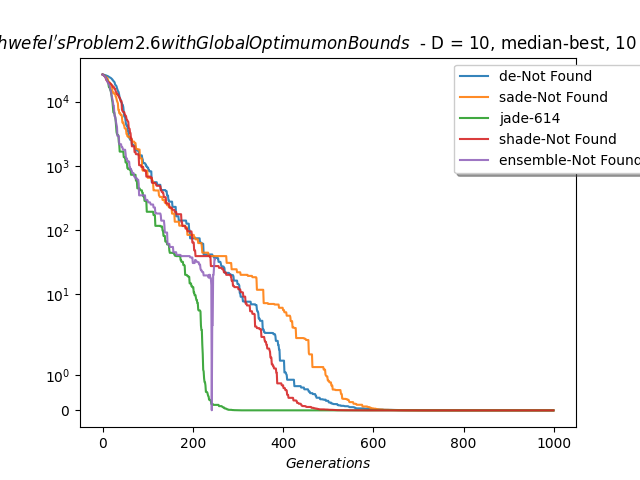 hwefel'sProblem2.6withGlobalOptimumonBounds - D = 10, median-best, 10
de-Not Found
sade-Not Found
jade-614
shade-Not Found
ensemble-Not Found
10^4
10^3
10^2
10^1
10^0
0
0 200 400 600 800 1000
Generations